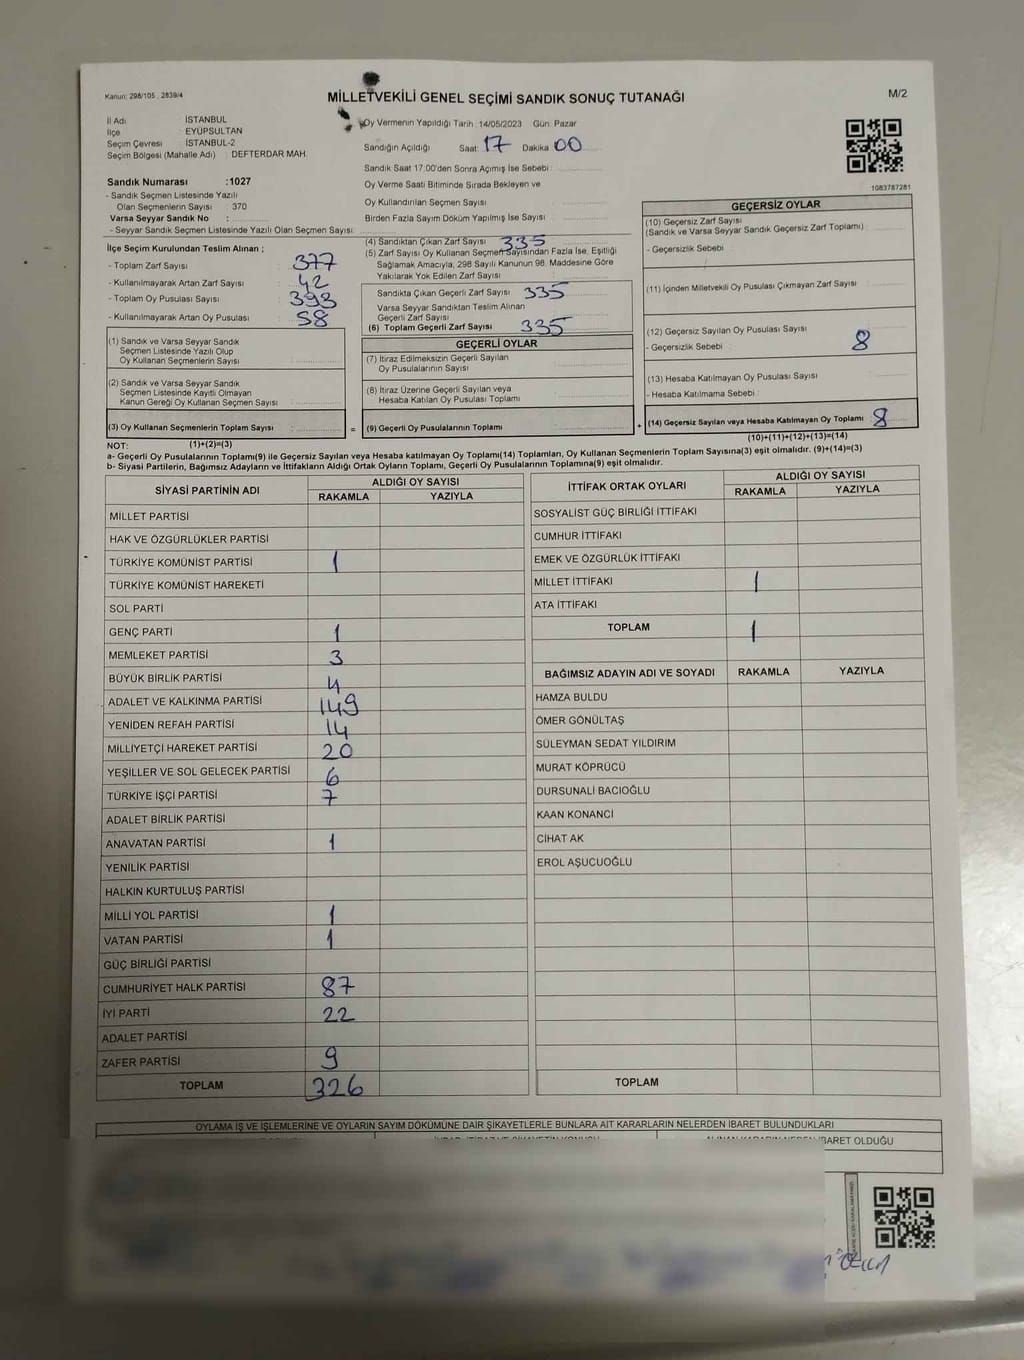 Kanun: 298/105 , 2839/4
MİLLETVEKİLİ GENEL SEÇİMİ SANDIK SONUÇ TUTANAĞI
M/2
İl Adı İSTANBUL
İlçe EYÜPSULTAN
Seçim Çevresi İSTANBUL-2
Seçim Bölgesi (Mahalle Adı) : DEFTERDAR MAH.
Sandık Numarası :1027
- Sandık Seçmen Listesinde Yazılı
Olan Seçmenlerin Sayısı : 370
Varsa Seyyar Sandık No :
- Seyyar Sandık Seçmen Listesinde Yazılı Olan Seçmen Sayısı:
Oy Vermenin Yapıldığı Tarih :14/05/2023 Gün: Pazar
Sandığın Açıldığı Saat: 17 Dakika 00
Sandık Saat 17:00'den Sonra Açımış İse Sebebi :
Oy Verme Saati Bitiminde Sırada Bekleyen ve
Oy Kullandırılan Seçmen Sayısı
Birden Fazla Sayım Döküm Yapılmış İse Sayısı
1083787281
İlçe Seçim Kurulundan Teslim Alınan ;
- Toplam Zarf Sayısı : 377
- Kullanılmayarak Artan Zarf Sayısı : 42
- Toplam Oy Pusulası Sayısı : 393
- Kullanılmayarak Artan Oy Pusulası : 58
(1) Sandık ve Varsa Seyyar Sandık
Seçmen Listesinde Yazılı Olup
Oy Kullanan Seçmenlerin Sayısı :
(2) Sandık ve Varsa Seyyar Sandık
Seçmen Listesinde Kayıtlı Olmayan
Kanun Gereği Oy Kullanan Seçmen Sayısı :
(3) Oy Kullanan Seçmenlerin Toplam Sayısı :
(1)+(2)=(3)
(4) Sandıktan Çıkan Zarf Sayısı 335
(5) Zarf Sayısı Oy Kullanan Seçmen Sayısından Fazla İse, Eşitliği
Sağlamak Amacıyla, 298 Sayılı Kanunun 98. Maddesine Göre
Yakılarak Yok Edilen Zarf Sayısı :
Sandıkta Çıkan Geçerli Zarf Sayısı : 335
Varsa Seyyar Sandıktan Teslim Alınan
Geçerli Zarf Sayısı :
(6) Toplam Geçerli Zarf Sayısı : 335
GEÇERLİ OYLAR
(7) İtiraz Edilmeksizin Geçerli Sayılan
Oy Pusulalarının Sayısı :
(8) İtiraz Üzerine Geçerli Sayılan veya
Hesaba Katılan Oy Pusulası Toplamı :
= (9) Geçerli Oy Pusulalarının Toplamı :
GEÇERSİZ OYLAR
(10) Geçersiz Zarf Sayısı
(Sandık ve Varsa Seyyar Sandık Geçersiz Zarf Toplamı) :
- Geçersizlik Sebebi :
(11) İçinden Milletvekili Oy Pusulası Çıkmayan Zarf Sayısı :
(12) Geçersiz Sayılan Oy Pusulası Sayısı : 8
- Geçersizlik Sebebi :
(13) Hesaba Katılmayan Oy Pusulası Sayısı :
- Hesaba Katılmama Sebebi :
+ (14) Geçersiz Sayılan veya Hesaba Katılmayan Oy Toplamı : 8
(10)+(11)+(12)+(13)=(14)
NOT:
a- Geçerli Oy Pusulalarının Toplamı(9) ile Geçersiz Sayılan veya Hesaba katılmayan Oy Toplamı(14) Toplamları, Oy Kullanan Seçmenlerin Toplam Sayısına(3) eşit olmalıdır. (9)+(14)=(3)
b- Siyasi Partilerin, Bağımsız Adayların ve İttifakların Aldığı Ortak Oyların Toplamı, Geçerli Oy Pusulalarının Toplamına(9) eşit olmalıdır.
SİYASİ PARTİNİN ADI ALDIĞI OY SAYISI
RAKAMLA YAZIYLA
MİLLET PARTİSİ
HAK VE ÖZGÜRLÜKLER PARTİSİ
TÜRKİYE KOMÜNİST PARTİSİ 1
TÜRKİYE KOMÜNİST HAREKETİ
SOL PARTİ
GENÇ PARTİ 1
MEMLEKET PARTİSİ 3
BÜYÜK BİRLİK PARTİSİ 4
ADALET VE KALKINMA PARTİSİ 149
YENİDEN REFAH PARTİSİ 14
MİLLİYETÇİ HAREKET PARTİSİ 20
YEŞİLLER VE SOL GELECEK PARTİSİ 6
TÜRKİYE İŞÇİ PARTİSİ 7
ADALET BİRLİK PARTİSİ
ANAVATAN PARTİSİ 1
YENİLİK PARTİSİ
HALKIN KURTULUŞ PARTİSİ
MİLLİ YOL PARTİSİ 1
VATAN PARTİSİ 1
GÜÇ BİRLİĞİ PARTİSİ
CUMHURİYET HALK PARTİSİ 87
İYİ PARTİ 22
ADALET PARTİSİ
ZAFER PARTİSİ 9
TOPLAM 326
İTTİFAK ORTAK OYLARI ALDIĞI OY SAYISI
RAKAMLA YAZIYLA
SOSYALİST GÜÇ BİRLİĞİ İTTİFAKI
CUMHUR İTTİFAKI
EMEK VE ÖZGÜRLÜK İTTİFAKI
MİLLET İTTİFAKI 1
ATA İTTİFAKI
TOPLAM 1
BAĞIMSIZ ADAYIN ADI VE SOYADI RAKAMLA YAZIYLA
HAMZA BULDU
ÖMER GÖNÜLTAŞ
SÜLEYMAN SEDAT YILDIRIM
MURAT KÖPRÜCÜ
DURSUNALİ BACIOĞLU
KAAN KONANCİ
CİHAT AK
EROL AŞUCUOĞLU
TOPLAM
OYLAMA İŞ VE İŞLEMLERİNE VE OYLARIN SAYIM DÖKÜMÜNE DAİR ŞİKAYETLERLE BUNLARA AİT KARARLARIN NELERDEN İBARET BULUNDUKLARI
İBARET OLDUĞU